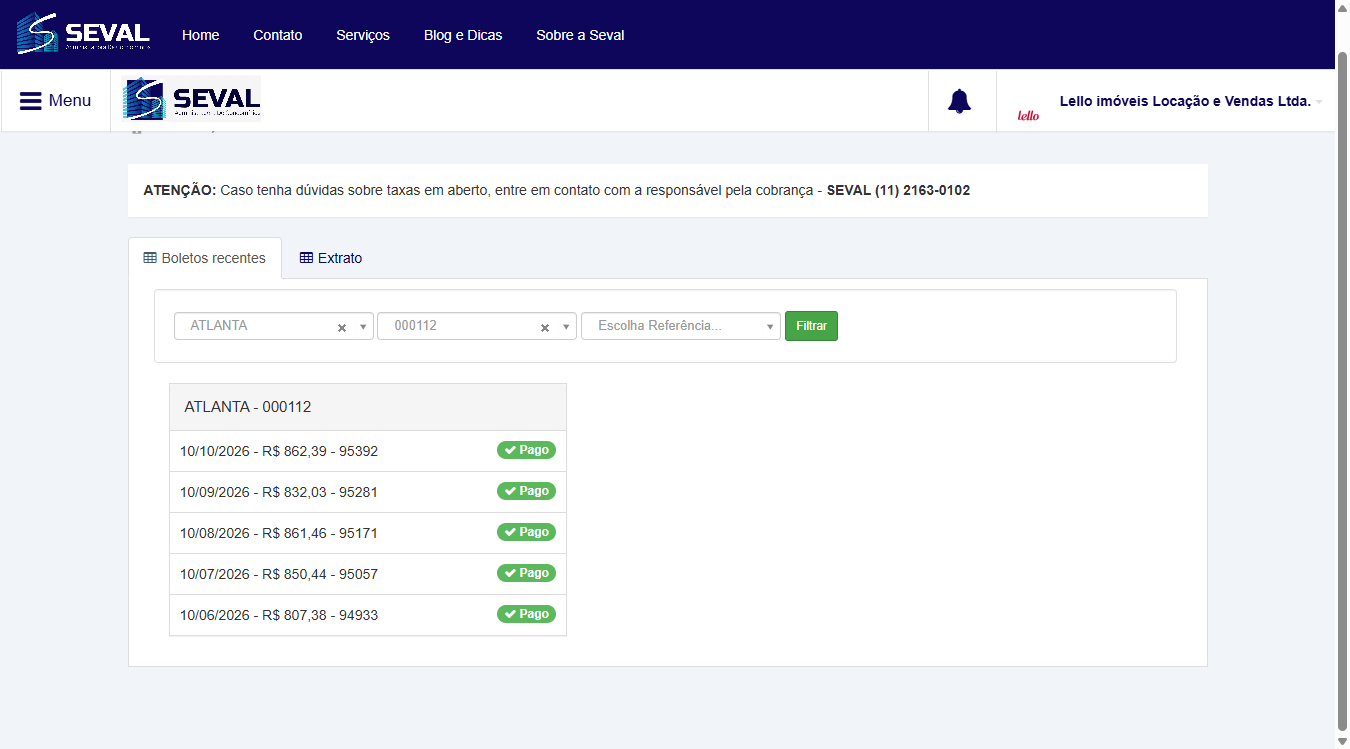 SEVAL
Home Contato Serviços Blog e Dicas Sobre a Seval
Menu
SEVAL
lello
Lello imóveis Locação e Vendas Ltda.
ATENÇÃO: Caso tenha dúvidas sobre taxas em aberto, entre em contato com a responsável pela cobrança - SEVAL (11) 2163-0102
Boletos recentes Extrato
ATLANTA 000112 Escolha Referência... Filtrar
ATLANTA - 000112
10/10/2026 - R$ 862,39 - 95392 Pago
10/09/2026 - R$ 832,03 - 95281 Pago
10/08/2026 - R$ 861,46 - 95171 Pago
10/07/2026 - R$ 850,44 - 95057 Pago
10/06/2026 - R$ 807,38 - 94933 Pago